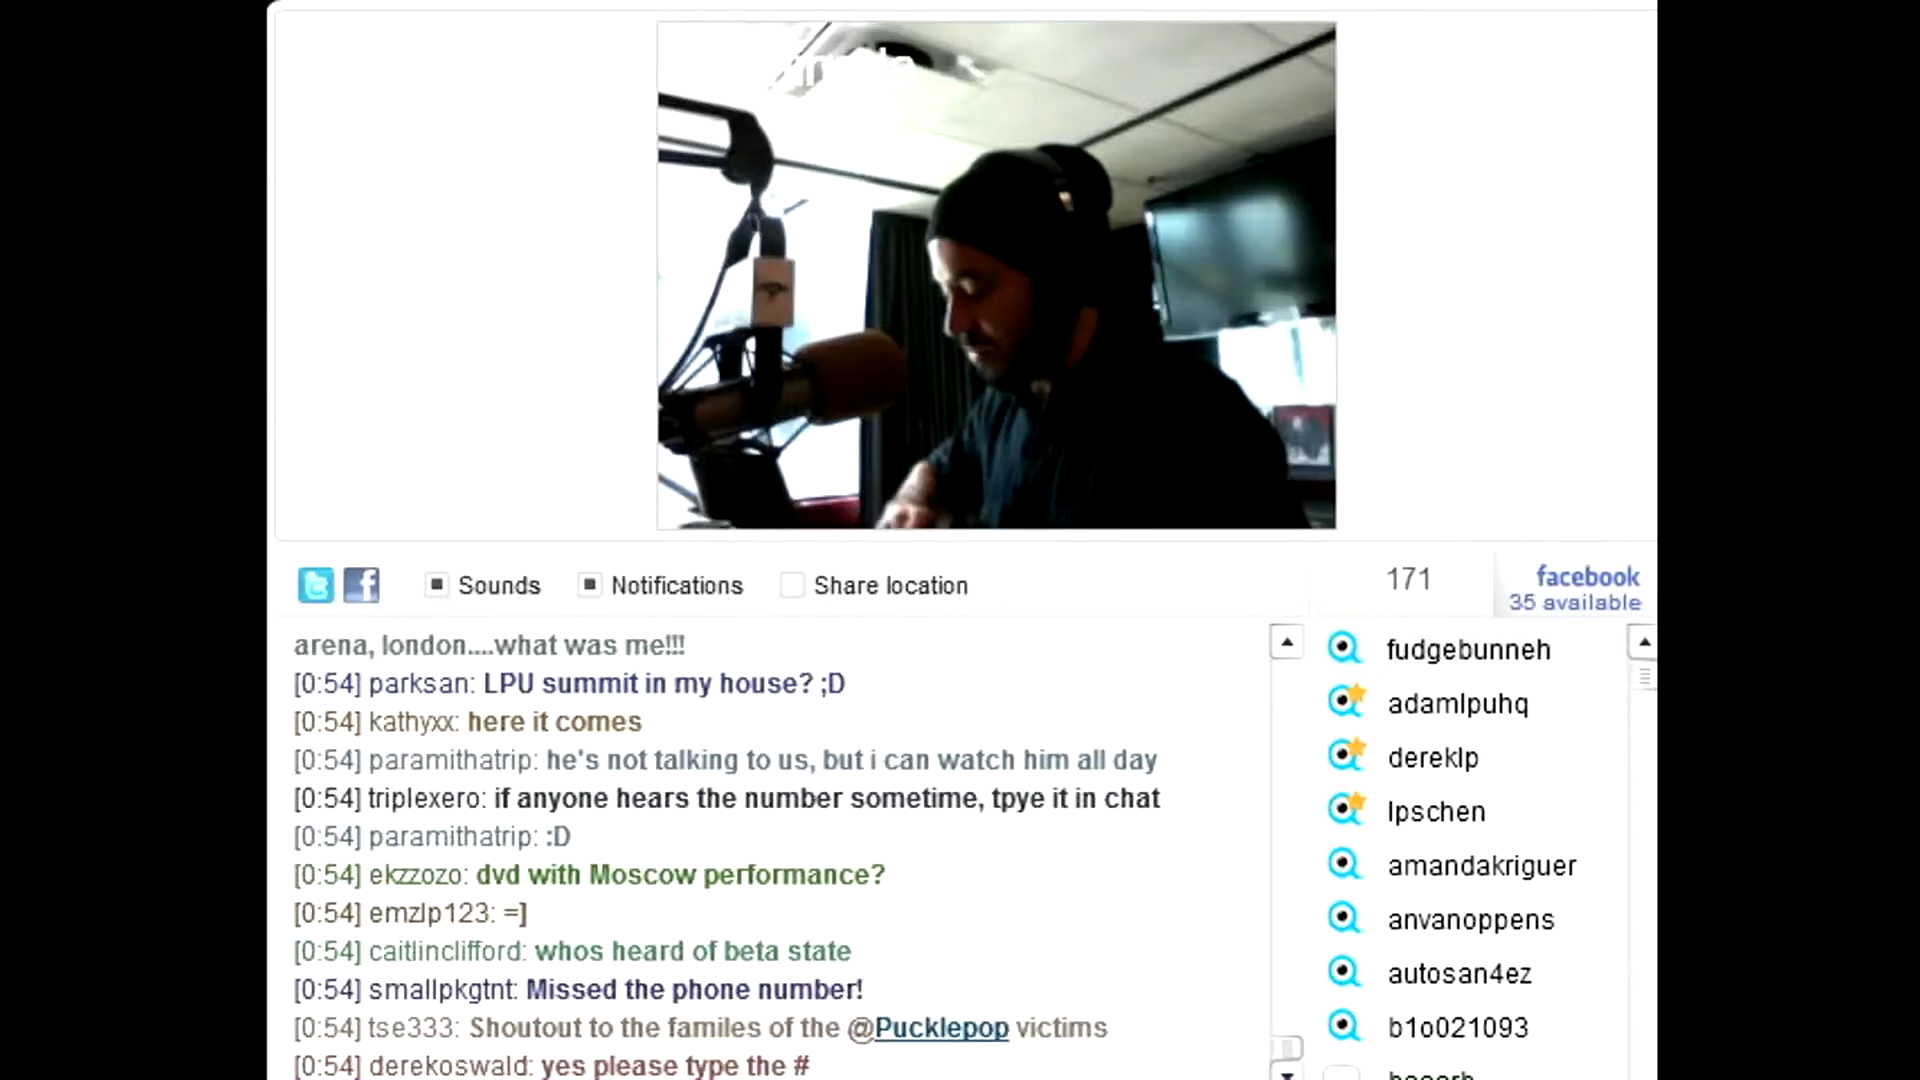 Sounds
Notifications
Share location
171
facebook
35 available
arena, london....what was me!!!
[0:54] parksan: LPU summit in my house? ;D
[0:54] kathyxx: here it comes
[0:54] paramithatrip: he's not talking to us, but i can watch him all day
[0:54] triplexero: if anyone hears the number sometime, tpye it in chat
[0:54] paramithatrip: :D
[0:54] ekzzozo: dvd with Moscow performance?
[0:54] emzlp123: =]
[0:54] caitlinclifford: whos heard of beta state
[0:54] smallpkgtnt: Missed the phone number!
[0:54] tse333: Shoutout to the familes of the @Pucklepop victims
[0:54] derekoswald: yes please type the #
fudgebunneh
adamlpuhq
dereklp
lpschen
amandakriguer
anvanoppens
autosan4ez
b1o021093